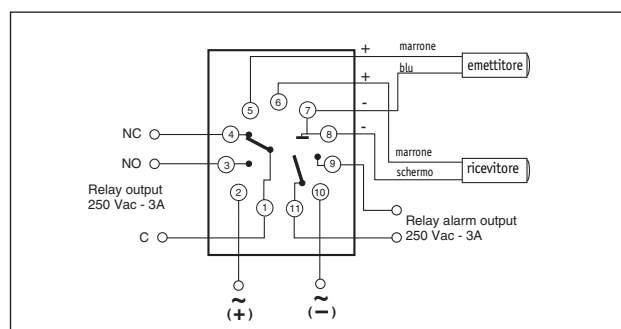 + marrone
emettitore
+ blu
5
6
7
-
NC
4
8
-
NO
3
9
marrone
schermo
ricevitore
Relay output
250 Vac - 3A
2
1
11
10
Relay alarm output
250 Vac - 3A
C
~
(+)
~
(–)